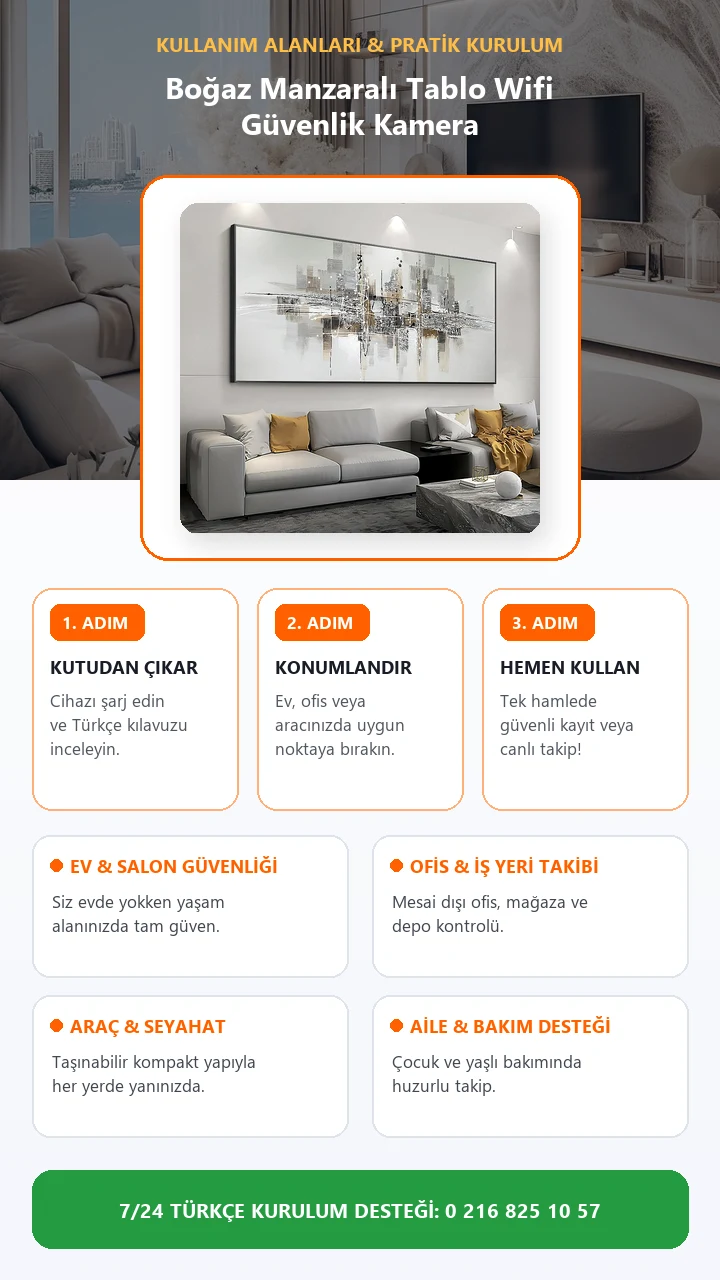 KULLANIM ALANLARI & PRATİK KURULUM
Boğaz Manzaralı Tablo Wifi
Güvenlik Kamera
1. ADIM
KUTUDAN ÇIKAR
Cihazı şarj edin
ve Türkçe kılavuzu
inceleyin.
2. ADIM
KONUMLANDIR
Ev, ofis veya
aracınızda uygun
noktaya bırakın.
3. ADIM
HEMEN KULLAN
Tek hamlede
güvenli kayıt veya
canlı takip!
EV & SALON GÜVENLİĞİ
Siz evde yokken yaşam
alanınızda tam güven.
OFİS & İŞ YERİ TAKİBİ
Mesai dışı ofis, mağaza ve
depo kontrolü.
ARAÇ & SEYAHAT
Taşınabilir kompakt yapıyla
her yerde yanınızda.
AİLE & BAKIM DESTEĞİ
Çocuk ve yaşlı bakımında
huzurlu takip.
7/24 TÜRKÇE KURULUM DESTEĞİ: 0 216 825 10 57